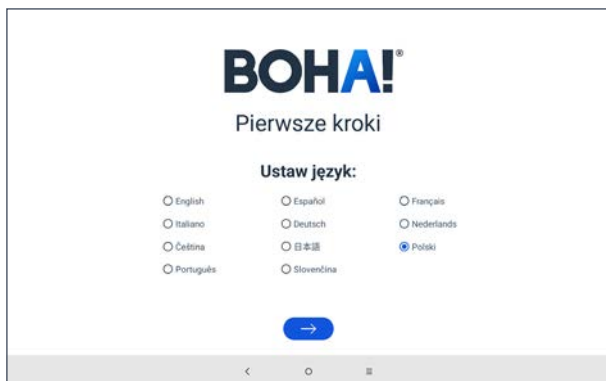 BOHA!®
Pierwsze kroki
Ustaw język:
English Español Français
Italiano Deutsch Nederlands
Čeština 日本語 Polski
Português Slovenčina